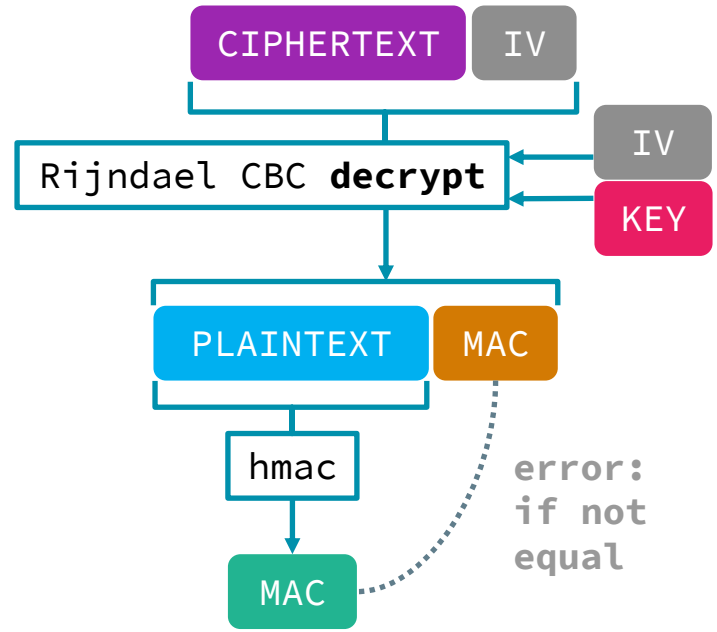 CIPHERTEXT IV
IV
Rijndael CBC decrypt
KEY
PLAINTEXT MAC
hmac
error:
if not
equal
MAC